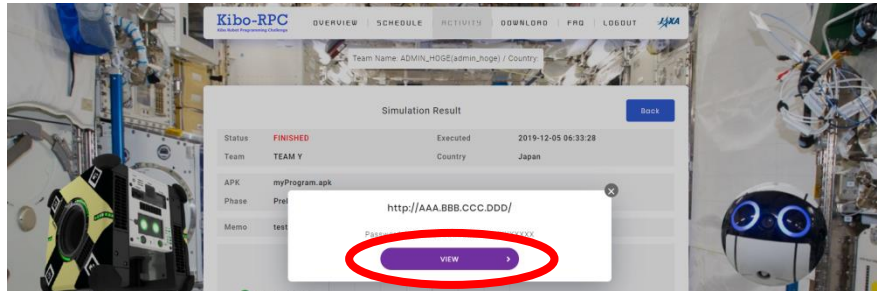 Kibo-RPC
Kibo Robot Programming Challenge
OVERVIEW | SCHEDULE | ACTIVITY | DOWNLOAD | FAQ | LOGOUT
JAXA
Team Name: ADMIN_HOGE(admin_hoge) / Country:
Simulation Result
Back
Status FINISHED Executed 2019-12-05 06:33:28
Team TEAM Y Country Japan
APK myProgram.apk
Phase
http://AAA.BBB.CCC.DDD/
Memo test
VIEW